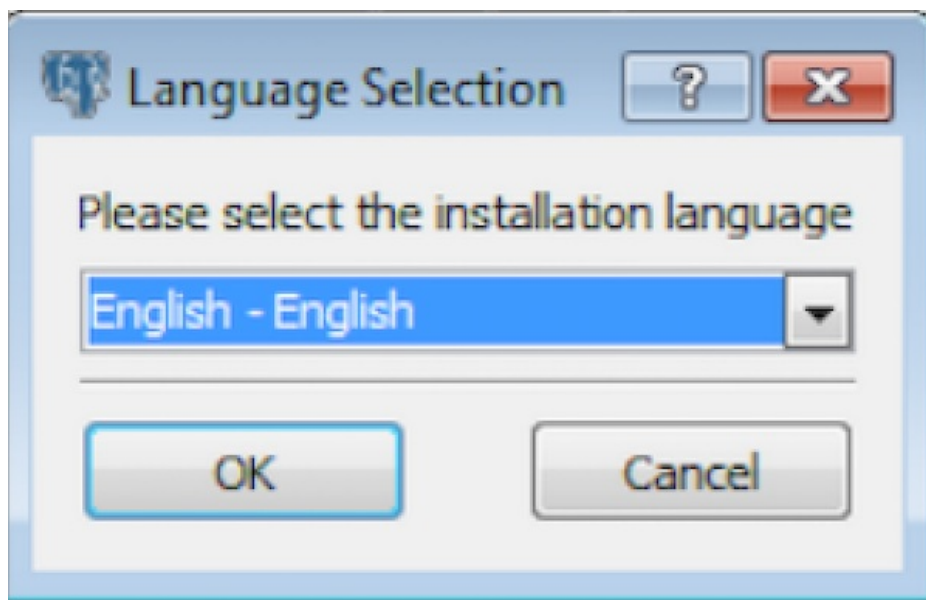 Language Selection
Please select the installation language
English - English
OK
Cancel